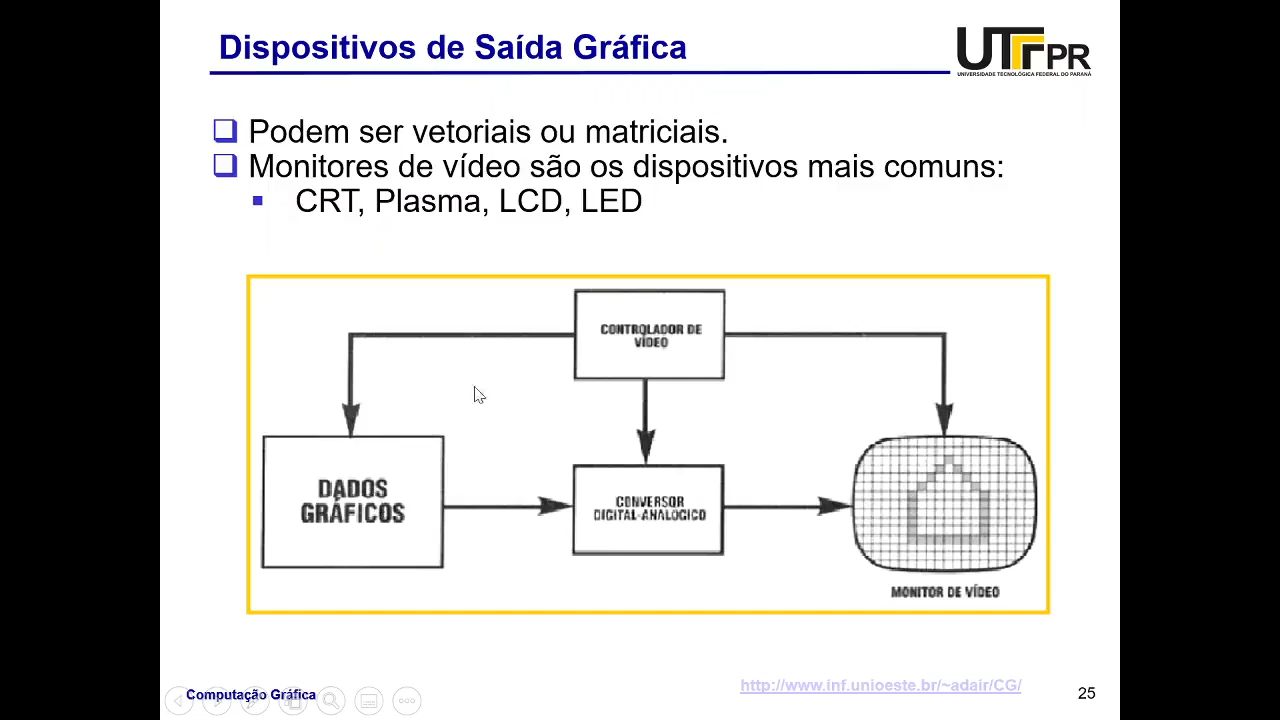 Dispositivos de Saída Gráfica
UTFPR
UNIVERSIDADE TECNOLÓGICA FEDERAL DO PARANÁ
Podem ser vetoriais ou matriciais.
Monitores de vídeo são os dispositivos mais comuns:
CRT, Plasma, LCD, LED
CONTROLADOR DE
VÍDEO
DADOS
GRÁFICOS
CONVERSOR
DIGITAL-ANALÓGICO
MONITOR DE VÍDEO
Computação Gráfica
http://www.inf.unioeste.br/~adair/CG/
25